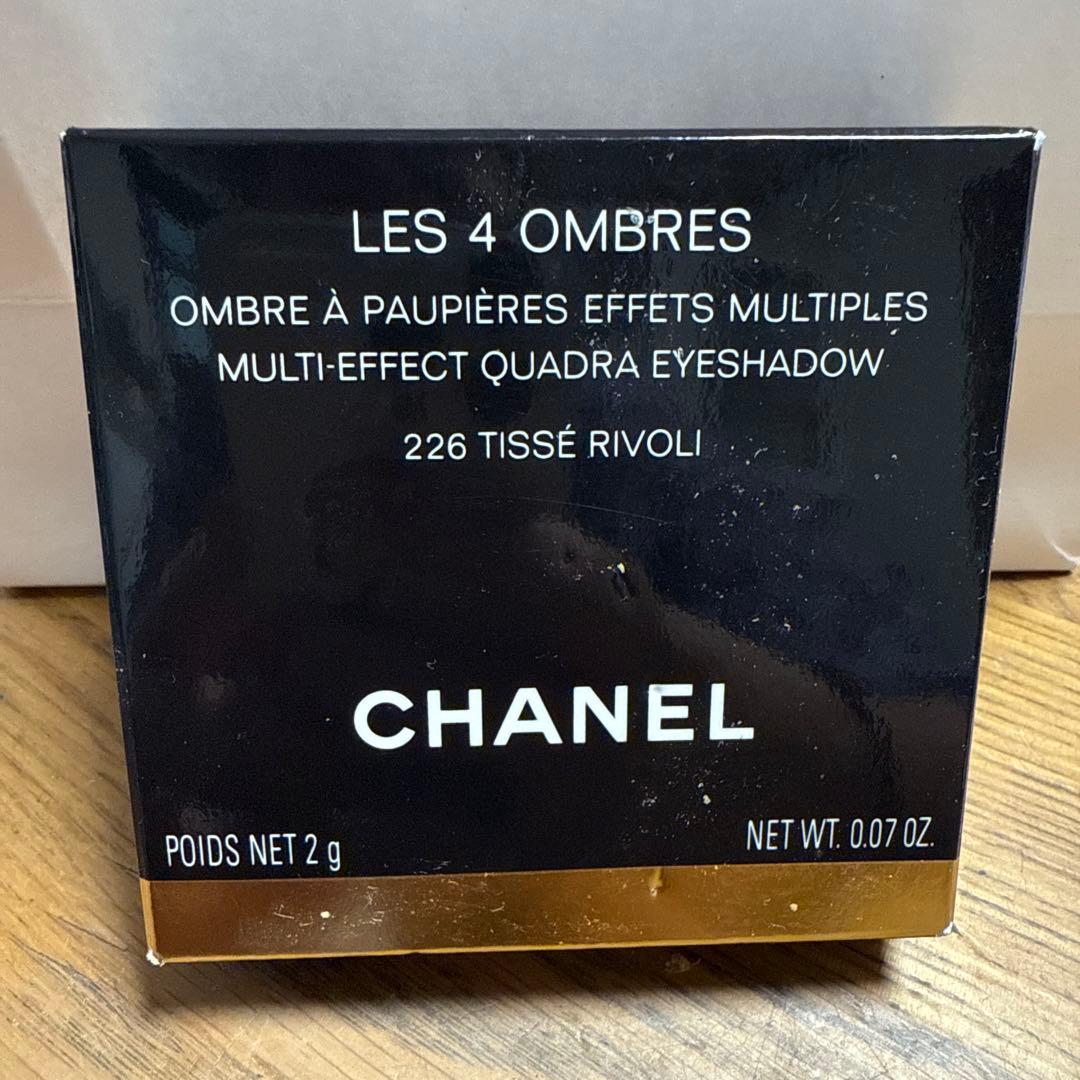 LES 4 OMBRES
OMBRE À PAUPIÈRES EFFETS MULTIPLES
MULTI-EFFECT QUADRA EYESHADOW
226 TISSÉ RIVOLI
CHANEL
POIDS NET 2 g
NET WT. 0.07 OZ.